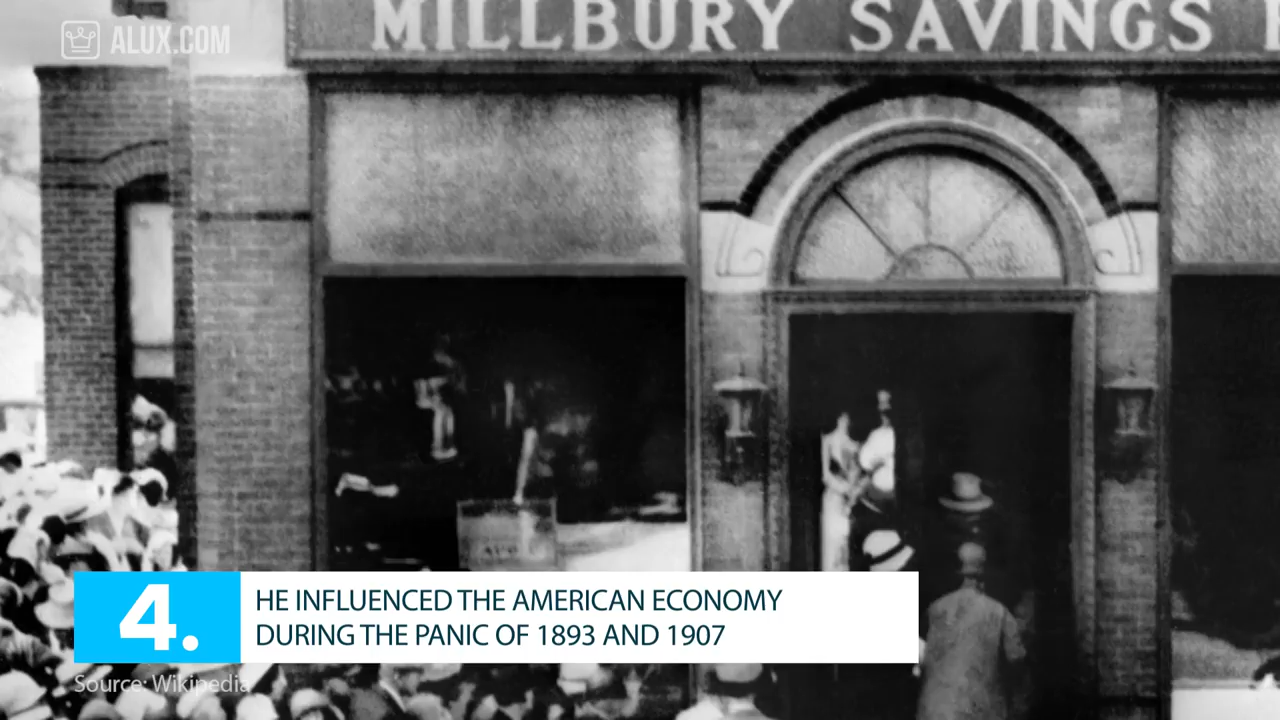 ALUX.COM
MILLBURY SAVINGS
4.
HE INFLUENCED THE AMERICAN ECONOMY
DURING THE PANIC OF 1893 AND 1907
Source: Wikipedia